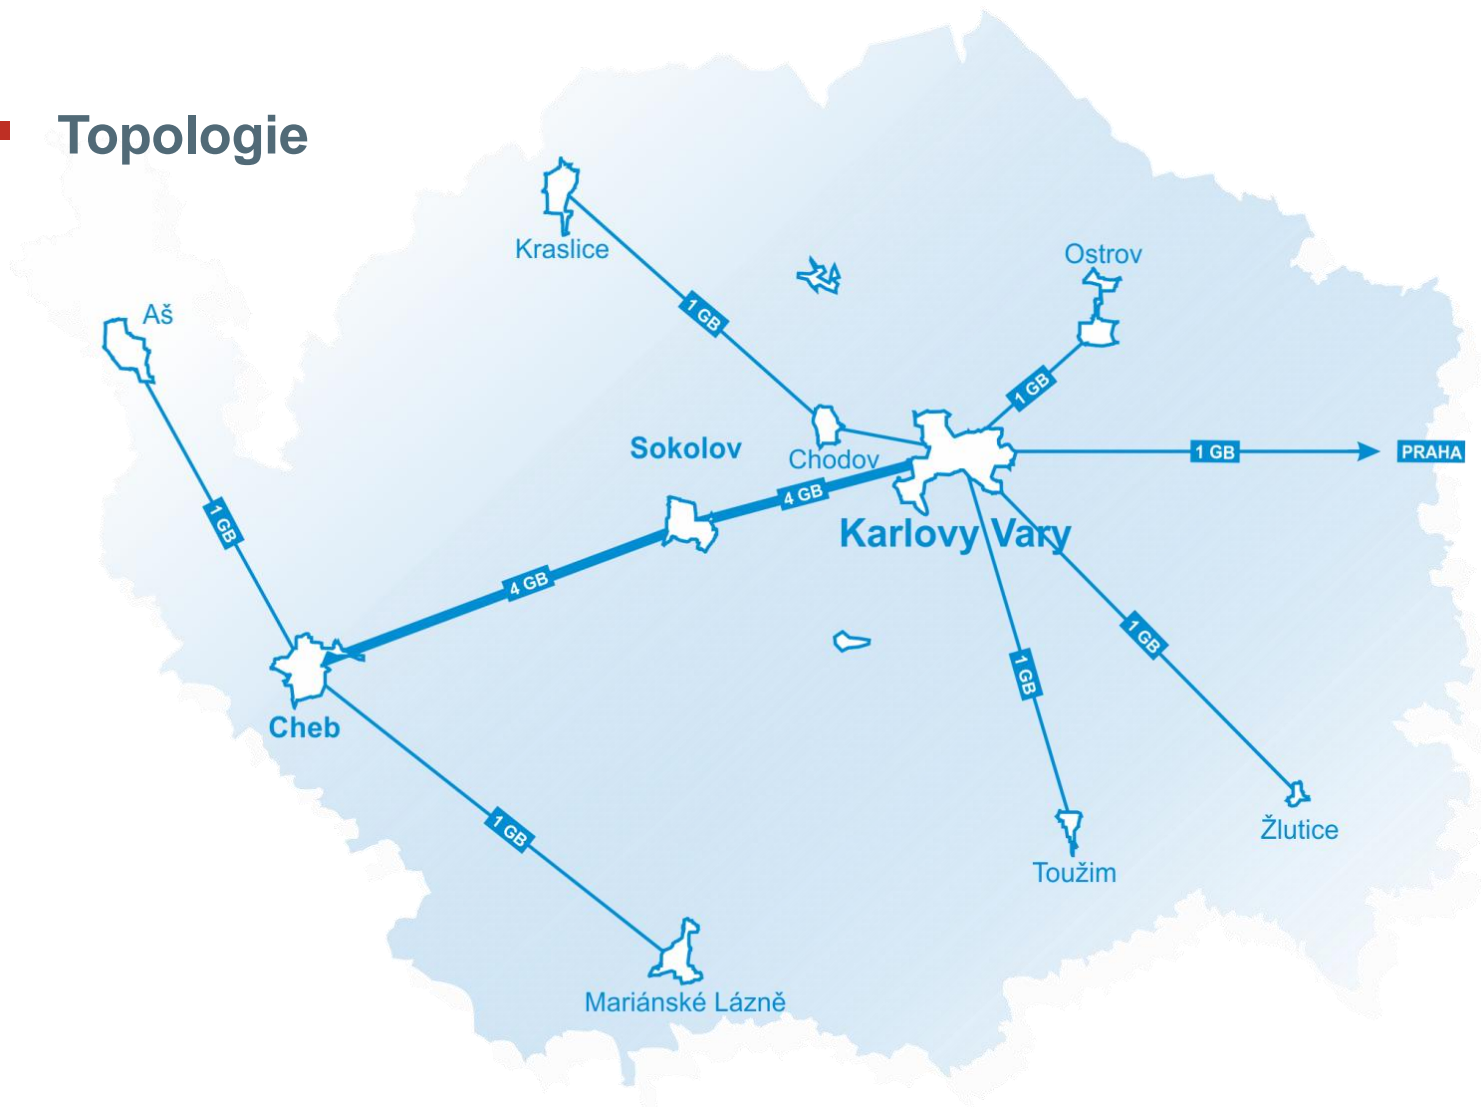 Topologie
Kraslice
Ostrov
Aš
1 GB
1 GB
Sokolov
Chodov
1 GB
PRAHA
4 GB
1 GB
Karlovy Vary
4 GB
1 GB
1 GB
Cheb
1 GB
Žlutice
Toužim
Mariánské Lázně